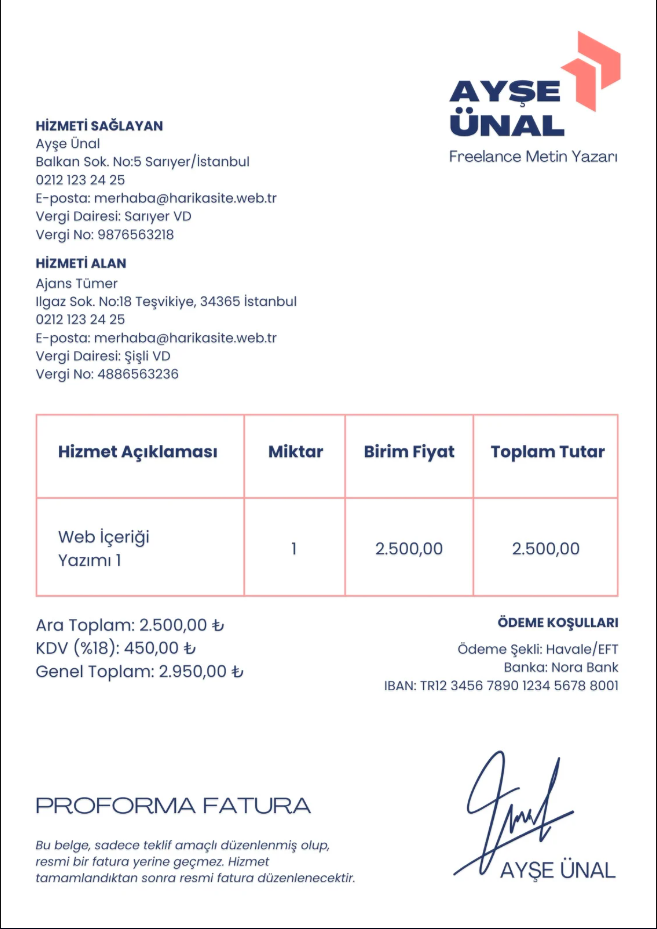 AYŞE
ÜNAL
Freelance Metin Yazarı
HİZMETİ SAĞLAYAN
Ayşe Ünal
Balkan Sok. No:5 Sarıyer/İstanbul
0212 123 24 25
E-posta: merhaba@harikasite.web.tr
Vergi Dairesi: Sarıyer VD
Vergi No: 9876563218
HİZMETİ ALAN
Ajans Tümer
Ilgaz Sok. No:18 Teşvikiye, 34365 İstanbul
0212 123 24 25
E-posta: merhaba@harikasite.web.tr
Vergi Dairesi: Şişli VD
Vergi No: 4886563236
Hizmet Açıklaması Miktar Birim Fiyat Toplam Tutar
Web İçeriği
Yazımı 1
1 2.500,00 2.500,00
Ara Toplam: 2.500,00 ₺
KDV (%18): 450,00 ₺
Genel Toplam: 2.950,00 ₺
ÖDEME KOŞULLARI
Ödeme Şekli: Havale/EFT
Banka: Nora Bank
IBAN: TR12 3456 7890 1234 5678 8001
PROFORMA FATURA
Bu belge, sadece teklif amaçlı düzenlenmiş olup,
resmi bir fatura yerine geçmez. Hizmet
tamamlandıktan sonra resmi fatura düzenlenecektir.
Ünal
AYŞE ÜNAL